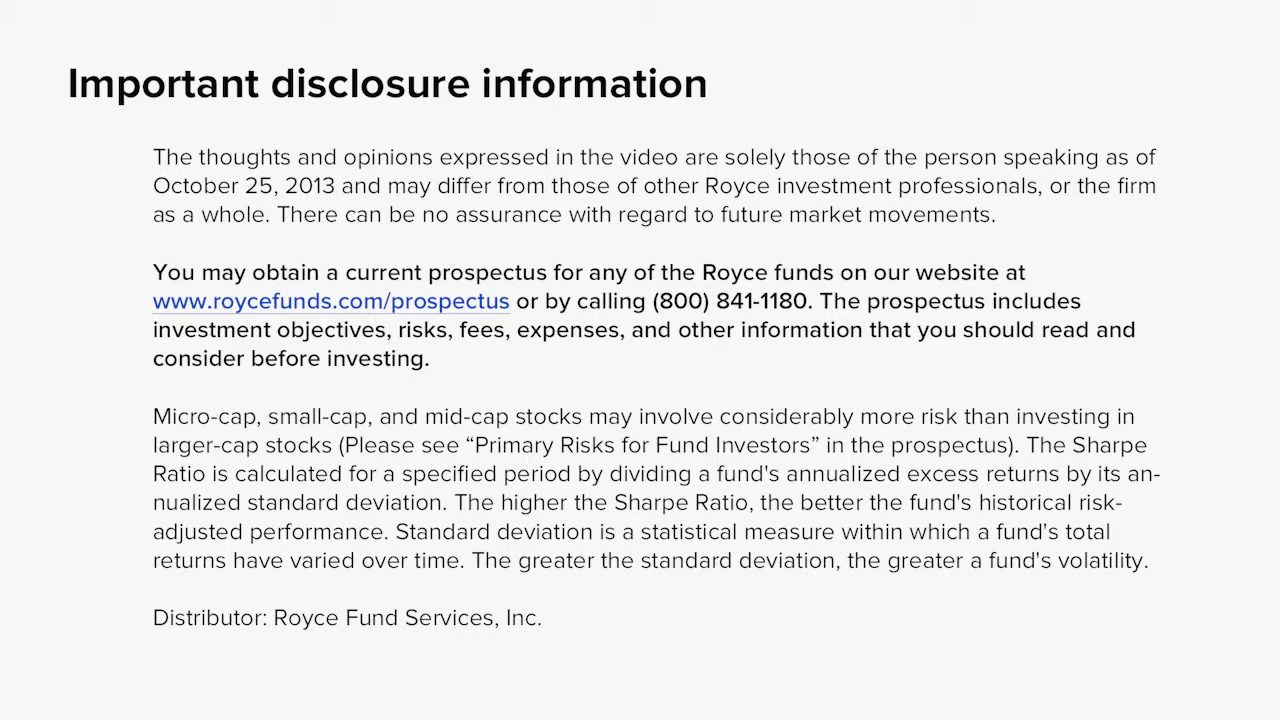 Important disclosure information
The thoughts and opinions expressed in the video are solely those of the person speaking as of
October 25, 2013 and may differ from those of other Royce investment professionals, or the firm
as a whole. There can be no assurance with regard to future market movements.
You may obtain a current prospectus for any of the Royce funds on our website at
www.roycefunds.com/prospectus or by calling (800) 841-1180. The prospectus includes
investment objectives, risks, fees, expenses, and other information that you should read and
consider before investing.
Micro-cap, small-cap, and mid-cap stocks may involve considerably more risk than investing in
larger-cap stocks (Please see “Primary Risks for Fund Investors” in the prospectus). The Sharpe
Ratio is calculated for a specified period by dividing a fund's annualized excess returns by its an-
nualized standard deviation. The higher the Sharpe Ratio, the better the fund's historical risk-
adjusted performance. Standard deviation is a statistical measure within which a fund's total
returns have varied over time. The greater the standard deviation, the greater a fund's volatility.
Distributor: Royce Fund Services, Inc.